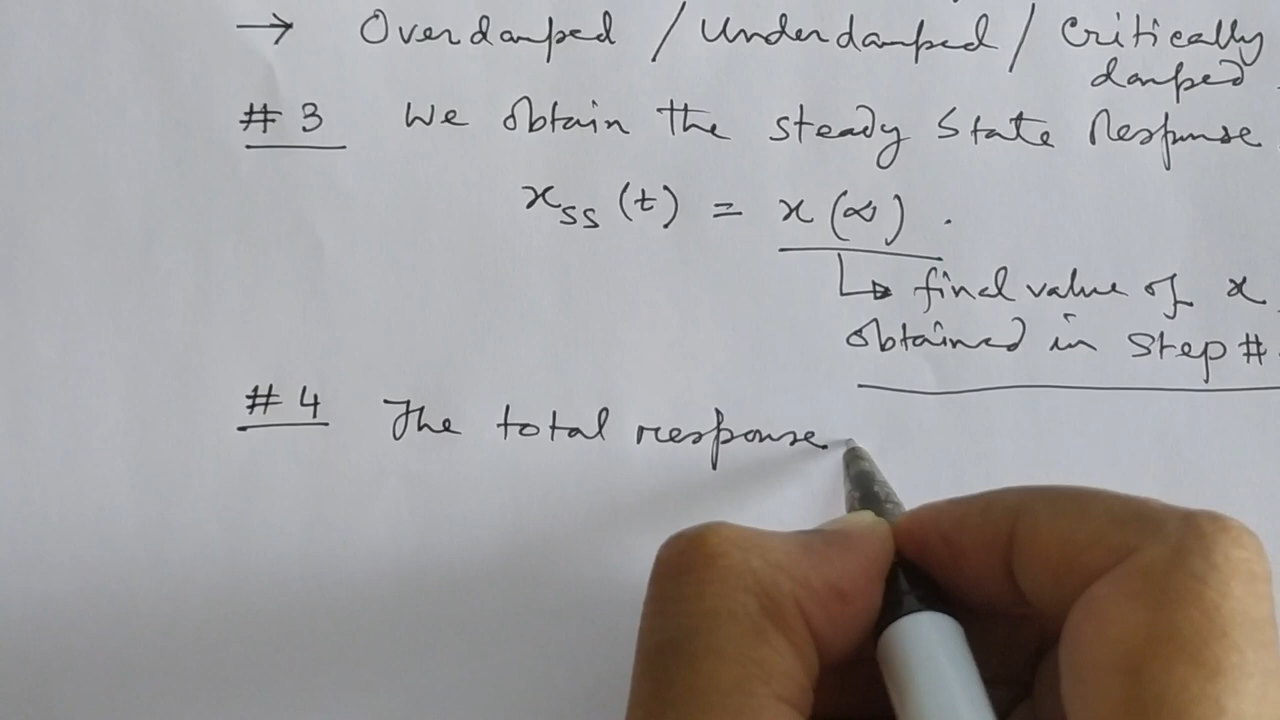 → Overdamped / Underdamped / Critically
damped.
# 3 We obtain the steady state Response
x_ss (t) = x (∞) .
↳ final value of x
obtained in step #
# 4 The total response